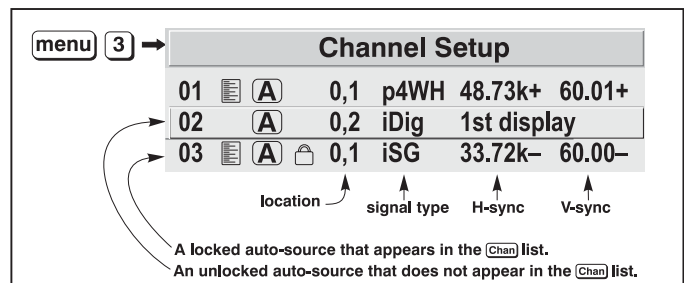 menu 3 Channel Setup
01 A 0,1 p4WH 48.73k+ 60.01+
02 A 0,2 iDig 1st display
03 A 0,1 iSG 33.72k– 60.00–
location signal type H-sync V-sync
A locked auto-source that appears in the Chan list.
An unlocked auto-source that does not appear in the Chan list.